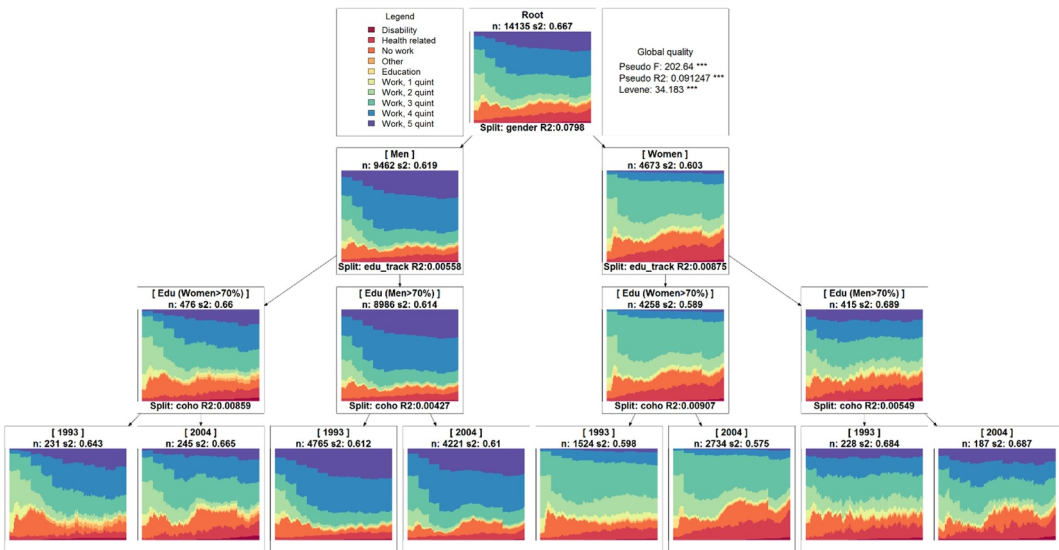 Legend
Disability
Health related
No work
Other
Education
Work, 1 quint
Work, 2 quint
Work, 3 quint
Work, 4 quint
Work, 5 quint
Root
n: 14135 s2: 0.667
Split: gender R2:0.0798
Global quality
Pseudo F: 202.64 ***
Pseudo R2: 0.091247 ***
Levene: 34.183 ***
[ Men ]
n: 9462 s2: 0.619
Split: edu_track R2:0.00558
[ Women ]
n: 4673 s2: 0.603
Split: edu_track R2:0.00875
[ Edu (Women>70%) ]
n: 476 s2: 0.66
Split: coho R2:0.00859
[ Edu (Men>70%) ]
n: 8986 s2: 0.614
Split: coho R2:0.00427
[ Edu (Women>70%) ]
n: 4258 s2: 0.589
Split: coho R2:0.00907
[ Edu (Men>70%) ]
n: 415 s2: 0.689
Split: coho R2:0.00549
[ 1993 ]
n: 231 s2: 0.643
[ 2004 ]
n: 245 s2: 0.665
[ 1993 ]
n: 4765 s2: 0.612
[ 2004 ]
n: 4221 s2: 0.61
[ 1993 ]
n: 1524 s2: 0.598
[ 2004 ]
n: 2734 s2: 0.575
[ 1993 ]
n: 228 s2: 0.684
[ 2004 ]
n: 187 s2: 0.687